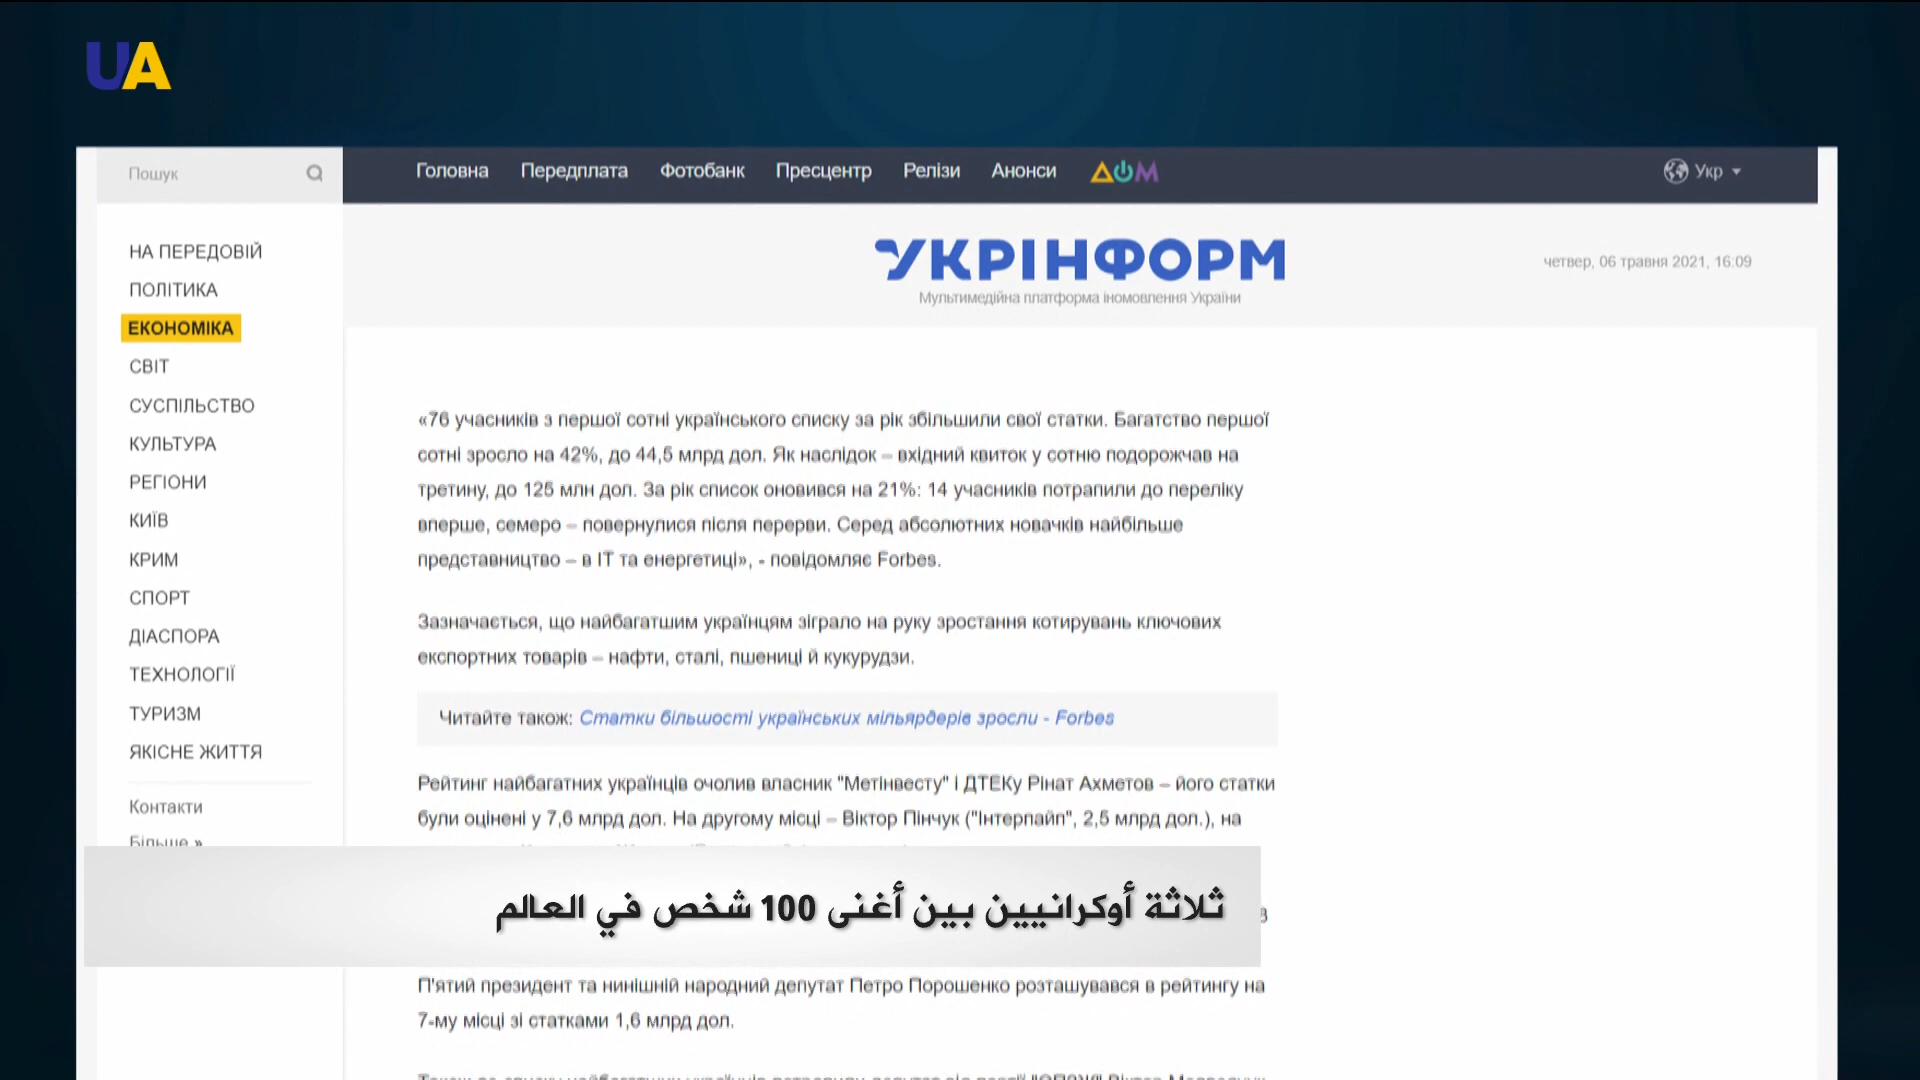 UA
Пошук
Головна Передплата Фотобанк Пресцентр Релізи Анонси ДОМ
Укр
УКРІНФОРМ
Мультимедійна платформа іномовлення України
четвер, 06 травня 2021, 16:09
НА ПЕРЕДОВІЙ
ПОЛІТИКА
ЕКОНОМІКА
СВІТ
СУСПІЛЬСТВО
КУЛЬТУРА
РЕГІОНИ
КИЇВ
КРИМ
СПОРТ
ДІАСПОРА
ТЕХНОЛОГІЇ
ТУРИЗМ
ЯКІСНЕ ЖИТТЯ
Контакти
Більше »
«76 учасників з першої сотні українського списку за рік збільшили свої статки. Багатство першої
сотні зросло на 42%, до 44,5 млрд дол. Як наслідок – вхідний квиток у сотню подорожчав на
третину, до 125 млн дол. За рік список оновився на 21%: 14 учасників потрапили до переліку
вперше, семеро – повернулися після перерви. Серед абсолютних новачків найбільше
представництво – в ІТ та енергетиці», - повідомляє Forbes.
Зазначається, що найбагатшим українцям зіграло на руку зростання котирувань ключових
експортних товарів – нафти, сталі, пшениці й кукурудзи.
Читайте також: Статки більшості українських мільярдерів зросли - Forbes
Рейтинг найбагатних українців очолив власник "Метінвесту" і ДТЕКу Рінат Ахметов – його статки
були оцінені у 7,6 млрд дол. На другому місці – Віктор Пінчук ("Інтерпайп", 2,5 млрд дол.), на
ثلاثة أوكرانيين بين أغنى 100 شخص في العالم
П'ятий президент та нинішній народний депутат Петро Порошенко розташувався в рейтингу на
7-му місці зі статками 1,6 млрд дол.